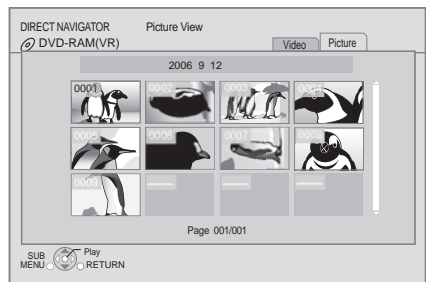 DIRECT NAVIGATOR Picture View
DVD-RAM(VR) Video Picture
2006 9 12
0001 0002 0003 0004
0005 0006 0007 0008
0009
Page 001/001
SUB MENU Play RETURN